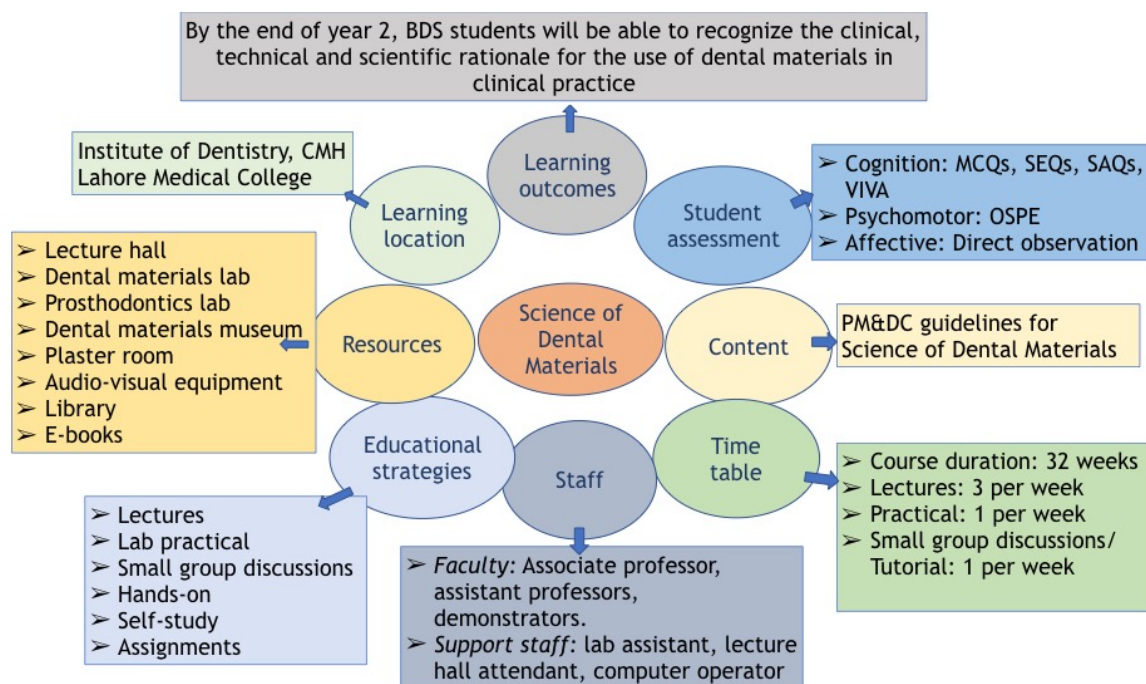 By the end of year 2, BDS students will be able to recognize the clinical,
technical and scientific rationale for the use of dental materials in
clinical practice
Institute of Dentistry, CMH
Lahore Medical College
Learning
outcomes
➢ Cognition: MCQs, SEQs, SAQs,
VIVA
➢ Psychomotor: OSPE
➢ Affective: Direct observation
Learning
location
Student
assessment
➢ Lecture hall
➢ Dental materials lab
➢ Prosthodontics lab
➢ Dental materials museum
➢ Plaster room
➢ Audio-visual equipment
➢ Library
➢ E-books
Resources
Science of
Dental
Materials
Content
PM&DC guidelines for
Science of Dental Materials
Educational
strategies
Staff
Time
table
➢ Course duration: 32 weeks
➢ Lectures: 3 per week
➢ Practical: 1 per week
➢ Small group discussions/
Tutorial: 1 per week
➢ Lectures
➢ Lab practical
➢ Small group discussions
➢ Hands-on
➢ Self-study
➢ Assignments
➢ Faculty: Associate professor,
assistant professors,
demonstrators.
➢ Support staff: lab assistant, lecture
hall attendant, computer operator